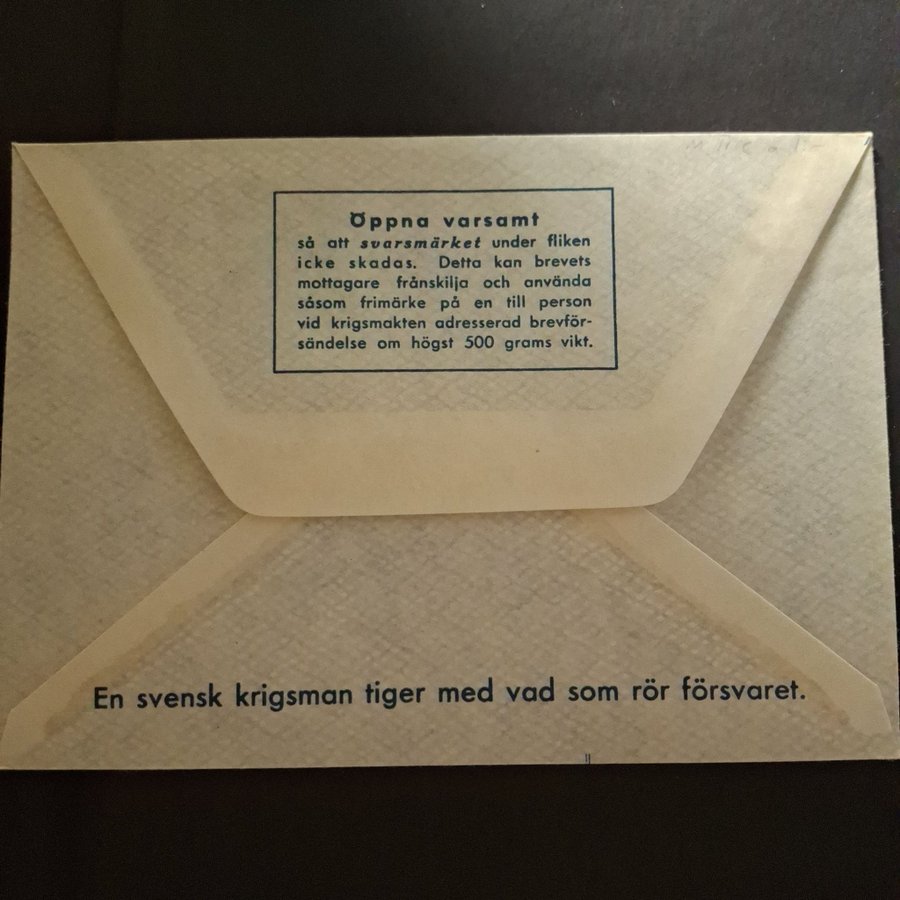 Öppna varsamt
så att svarsmärket under fliken
icke skadas. Detta kan brevets
mottagare frånskilja och använda
såsom frimärke på en till person
vid krigsmakten adresserad brevför-
sändelse om högst 500 grams vikt.
En svensk krigsman tiger med vad som rör försvaret.